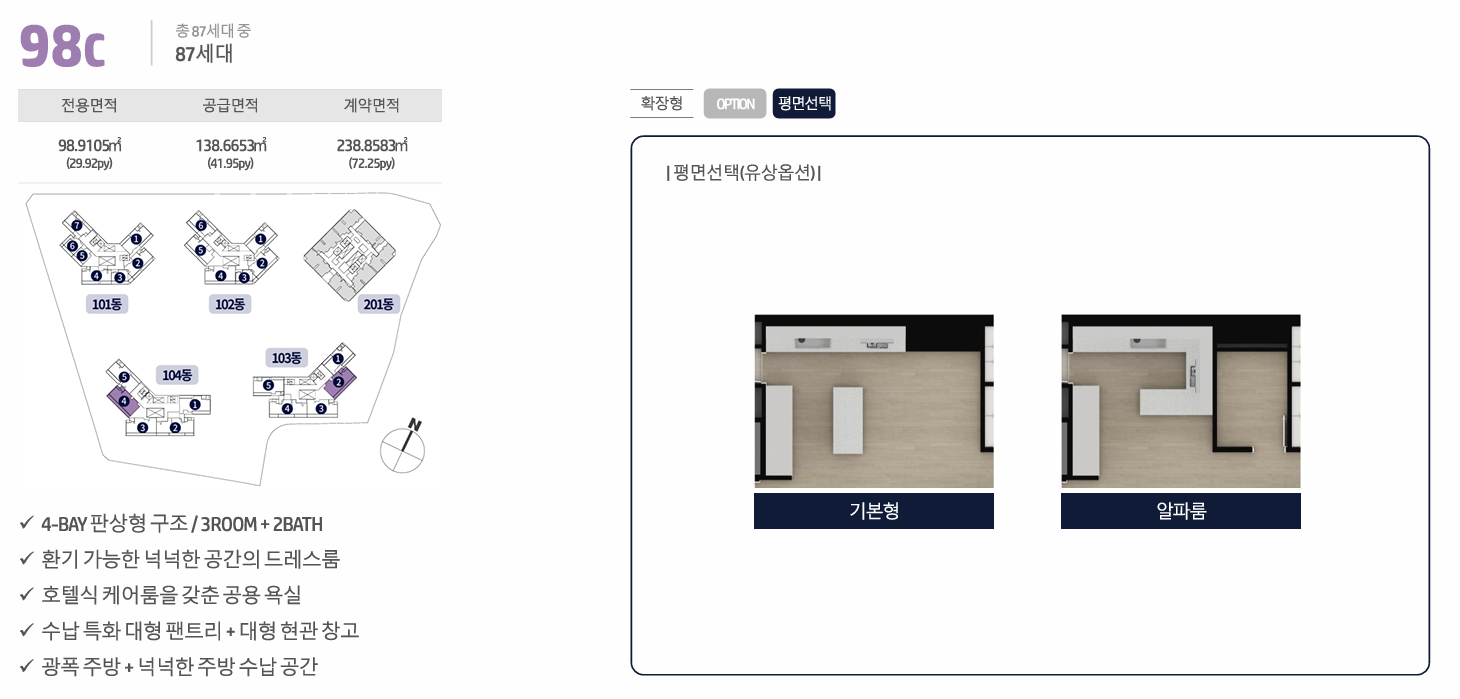 98c
총 87세대 중
87세대
전용면적 공급면적 계약면적
98.9105㎡ 138.6653㎡ 238.8583㎡
(29.92py) (41.95py) (72.25py)
7 6 5 4 3 2 1
101동
6 5 4 3 2 1
102동
201동
103동
1 2 3 4 5
104동
5 4 3 2 1
N
✓ 4-BAY 판상형 구조 / 3ROOM + 2BATH
✓ 환기 가능한 넉넉한 공간의 드레스룸
✓ 호텔식 케어룸을 갖춘 공용 욕실
✓ 수납 특화 대형 팬트리 + 대형 현관 창고
✓ 광폭 주방 + 넉넉한 주방 수납 공간
확장형 OPTION 평면선택
| 평면선택(유상옵션) |
기본형 알파룸